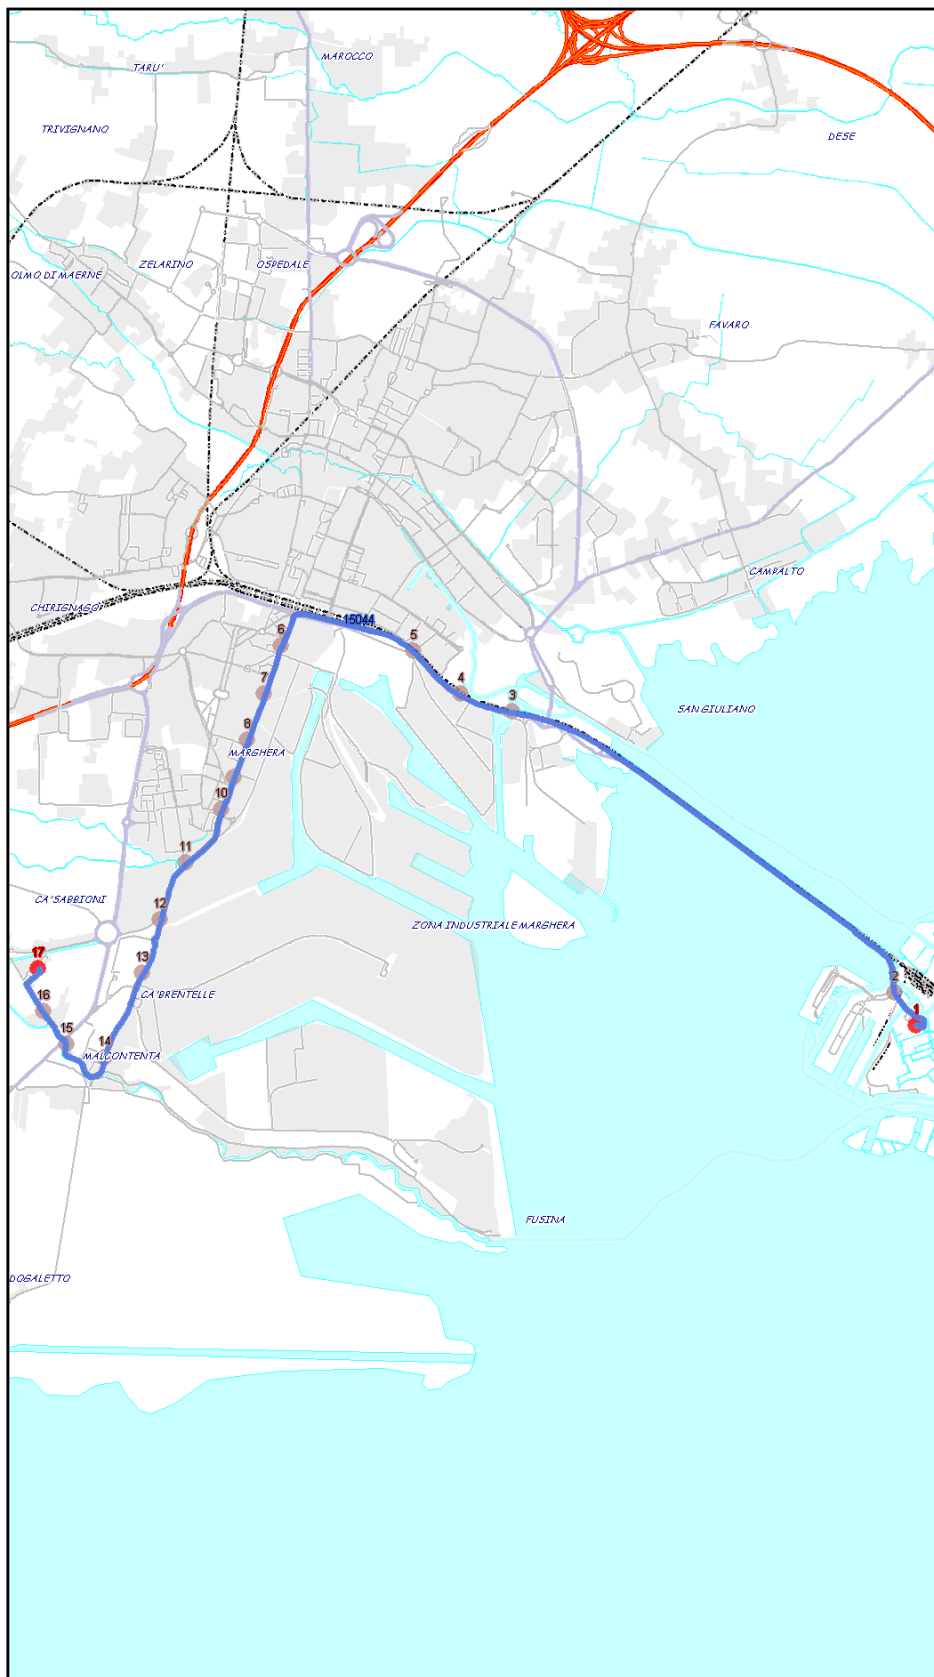 MAROCCO
TARU'
TRIVIGNANO
DESE
ZELARINO
OSPEDALE
OLMO DI MAERNE
FAVARO
CAMPALTO
CHIRIGNAGO
15044
6
5
7
4
3
SAN GIULIANO
8
MARGHERA
10
11
CA'SABBIONI
12
ZONA INDUSTRIALE MARGHERA
17
13
2
CA'BRENTELLE
16
1
15
14
MALCONTENTA
FUSINA
DOGALETTO